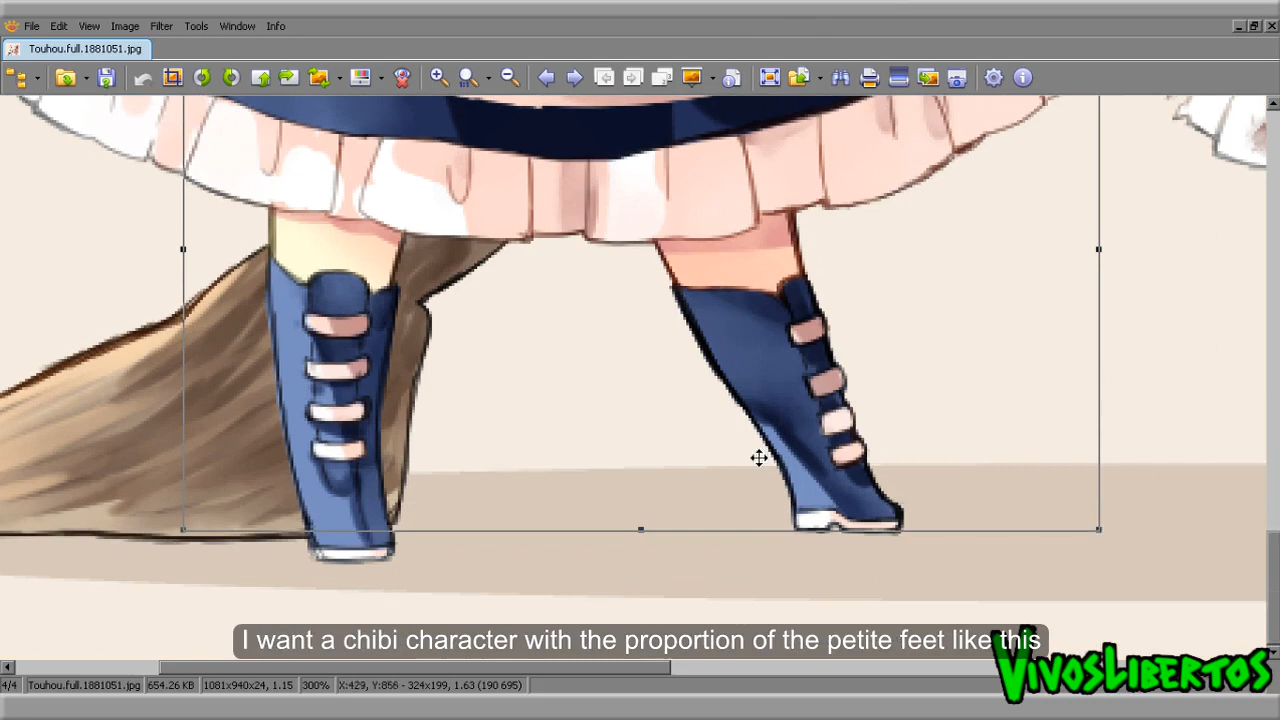 File Edit View Image Filter Tools Window Info
Touhou.full.1881051.jpg
I want a chibi character with the proportion of the petite feet like this
VivosLibertos
4/4 Touhou.full.1881051.jpg 654.26 KB 1081x940x24, 1.15 300% X:429, Y:856 - 324x199, 1.63 (190 695)